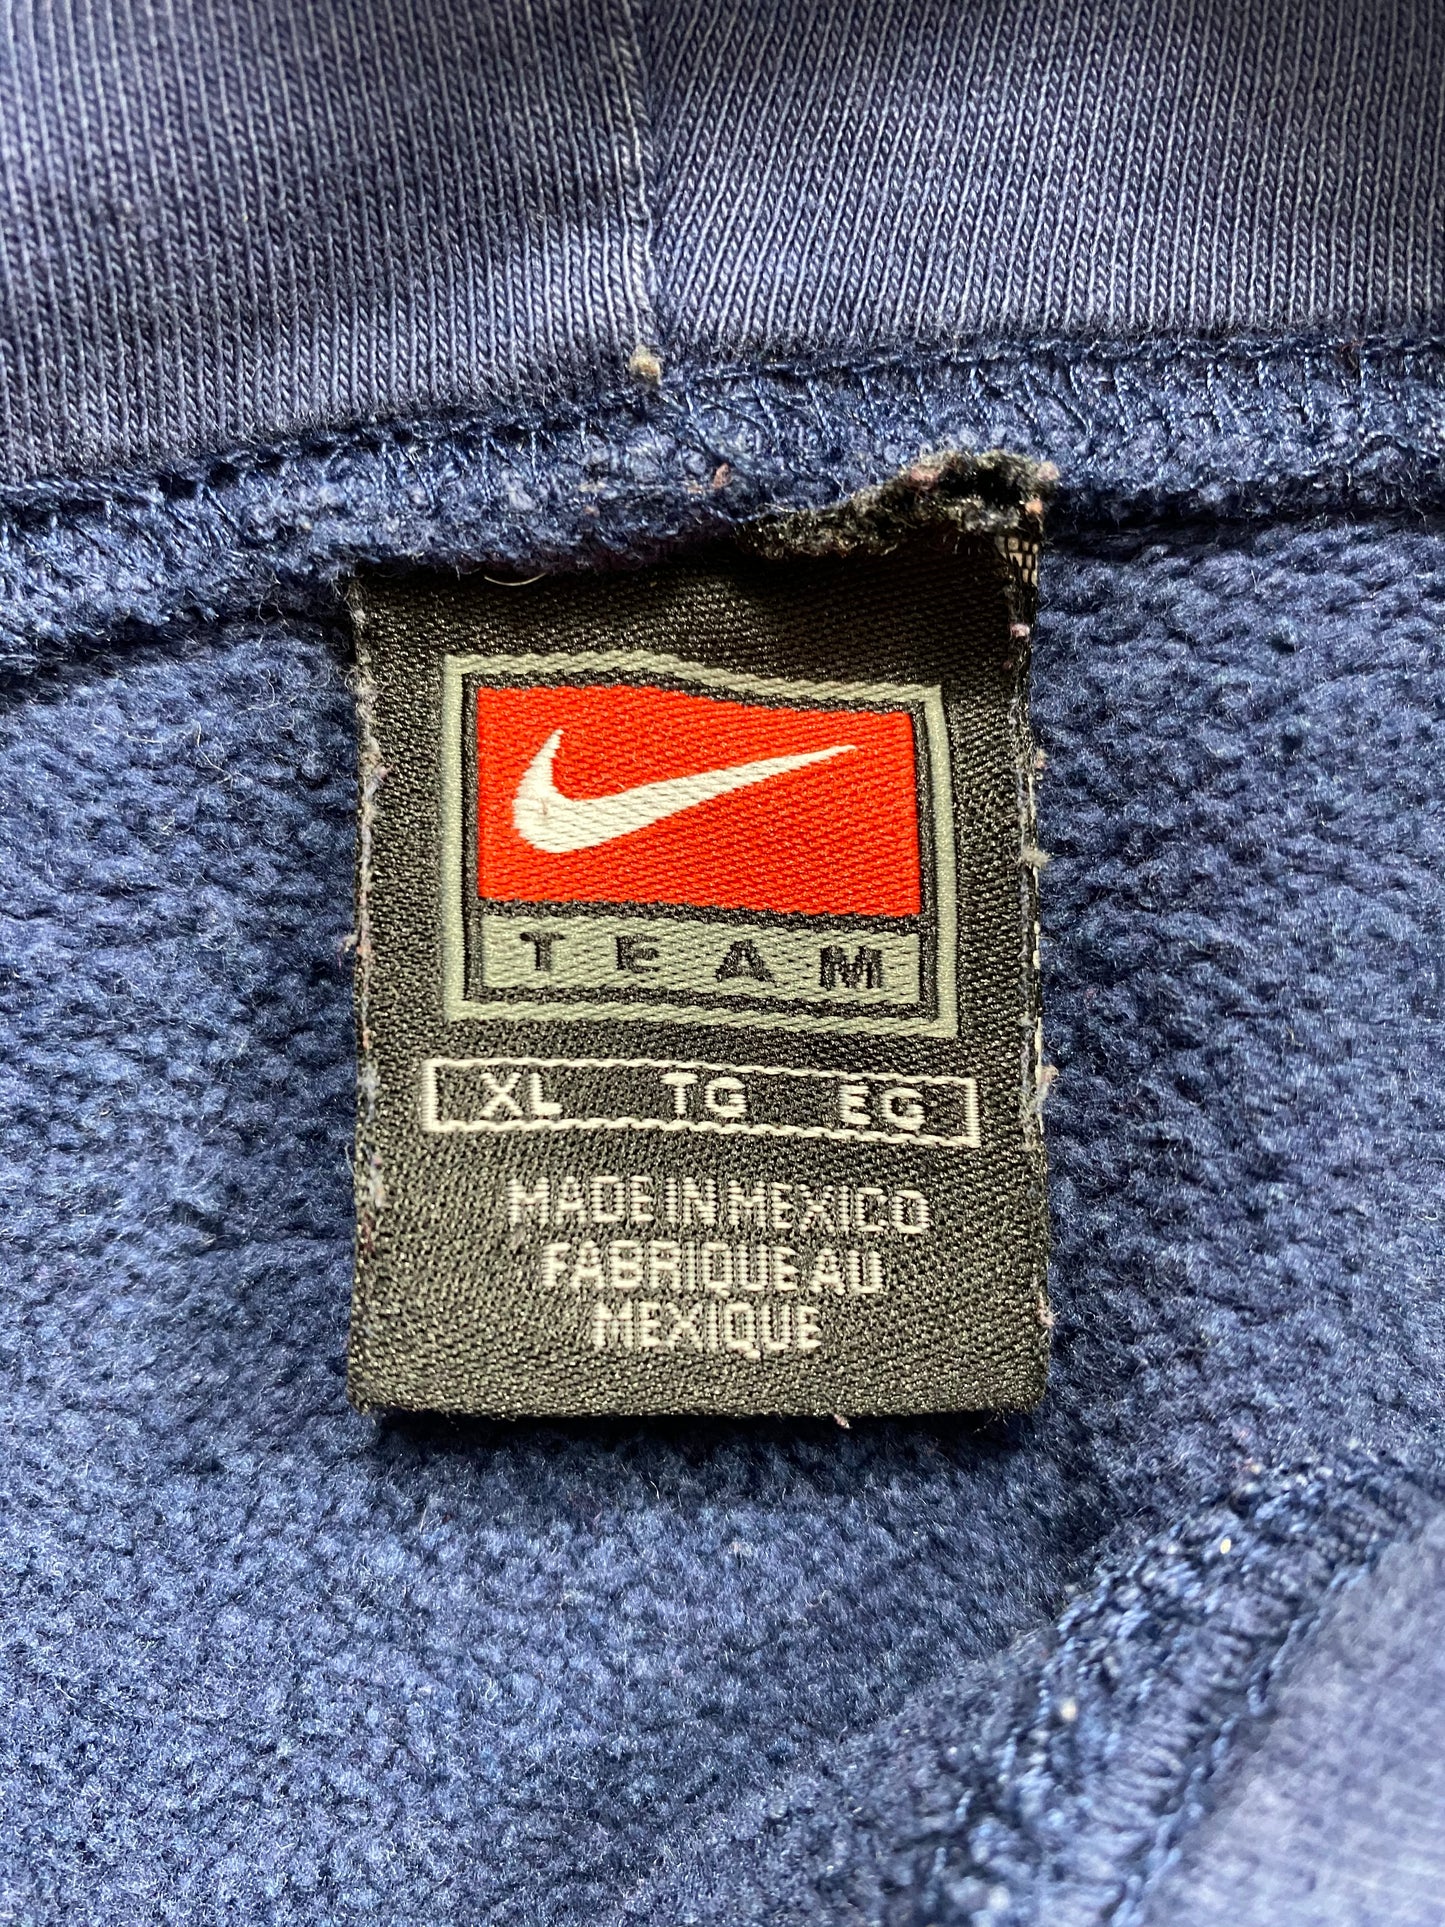 TEAM
XL TG EG
MADE IN MEXICO
FABRIQUE AU
MEXIQUE